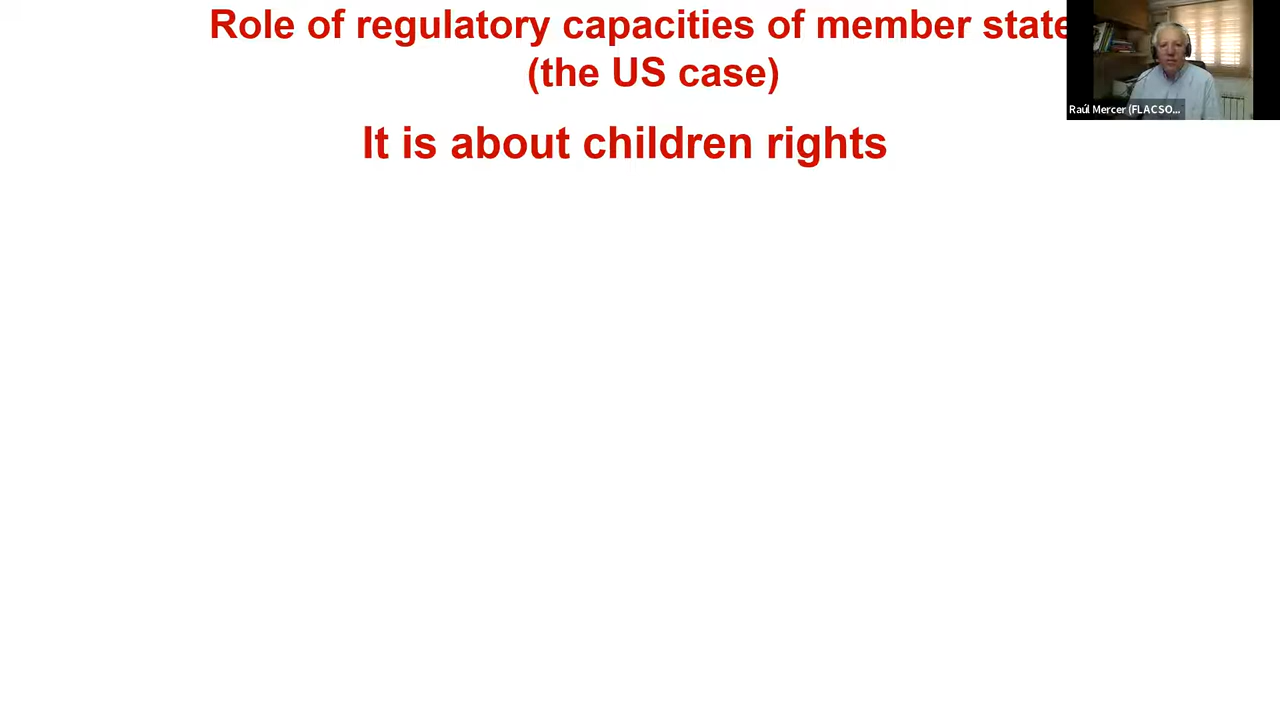 Role of regulatory capacities of member state
(the US case)
It is about children rights
Raúl Mercer (FLACSO...